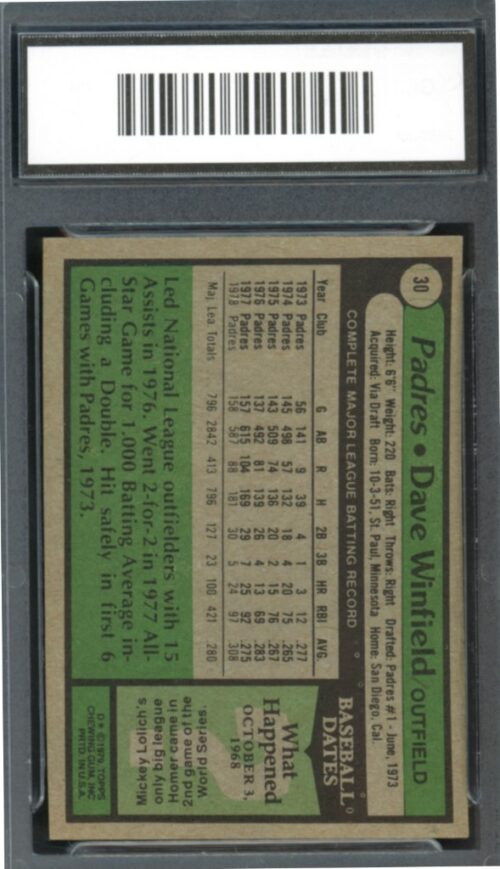 30
Padres • Dave Winfield/OUTFIELD
Height: 6'6" Weight: 220 Bats: Right Throws: Right Drafted: Padres #1 - June, 1973
Acquired: Via Draft Born: 10-3-51, St. Paul, Minnesota Home: San Diego, Cal.
COMPLETE MAJOR LEAGUE BATTING RECORD
Year Club G AB R H 2B 3B HR RBI AVG.
1973 Padres 56 141 9 39 4 1 3 12 .277
1974 Padres 145 498 57 132 18 4 20 75 .265
1975 Padres 143 509 74 136 20 2 15 76 .267
1976 Padres 137 492 81 139 26 4 13 69 .283
1977 Padres 157 615 104 169 29 7 25 92 .275
1978 Padres 158 587 88 181 30 5 24 97 .308
Maj. Lea. Totals 796 2842 413 796 127 23 100 421 .280
Led National League outfielders with 15
Assists in 1976. Went 2-for-2 in 1977 All-
Star Game for 1.000 Batting Average in-
cluding a Double. Hit safely in first 6
Games with Padres, 1973.
BASEBALL
DATES
What
Happened
OCTOBER 3,
1968
Mickey Lolich's
only big league
Homer came in
2nd game of the
World Series
D* © 1979, TOPPS
CHEWING GUM, INC
PRTD IN U.S.A.